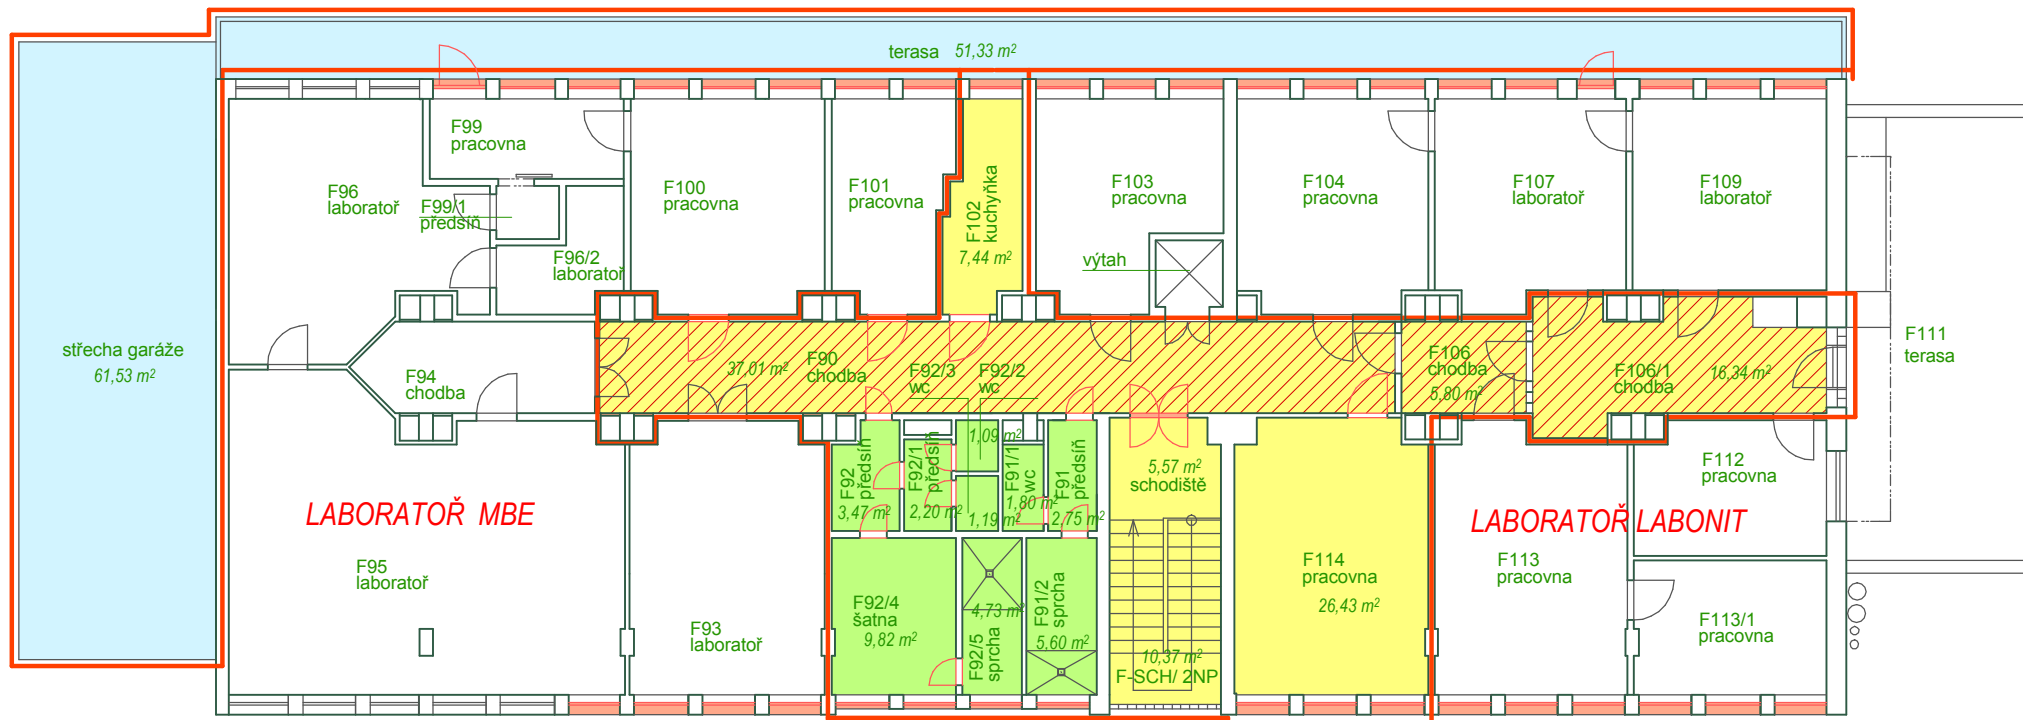 terasa 51,33 m²
F99
pracovna
F96
laboratoř
F99/1
předsíň
F96/2
laboratoř
F100
pracovna
F101
pracovna
F102
kuchyňka
7,44 m²
F103
pracovna
výtah
F104
pracovna
F107
laboratoř
F109
laboratoř
F111
terasa
střecha garáže
61,53 m²
F94
chodba
37,01 m²
F90
chodba
F92/3
wc
F92/2
wc
F106
chodba
5,80 m²
F106/1
chodba
16,34 m²
F92
předsíň
3,47 m²
F92/1
předsíň
2,20 m²
1,09 m²
1,19 m²
F91/1
wc
1,80 m²
F91
předsíň
2,75 m²
5,57 m²
schodiště
F112
pracovna
LABORATOŘ MBE
LABORATOŘ LABONIT
F95
laboratoř
F93
laboratoř
F92/4
šatna
9,82 m²
4,73 m²
F92/5
sprcha
F91/2
sprcha
5,60 m²
10,37 m²
F-SCH/ 2NP
F114
pracovna
26,43 m²
F113
pracovna
F113/1
pracovna